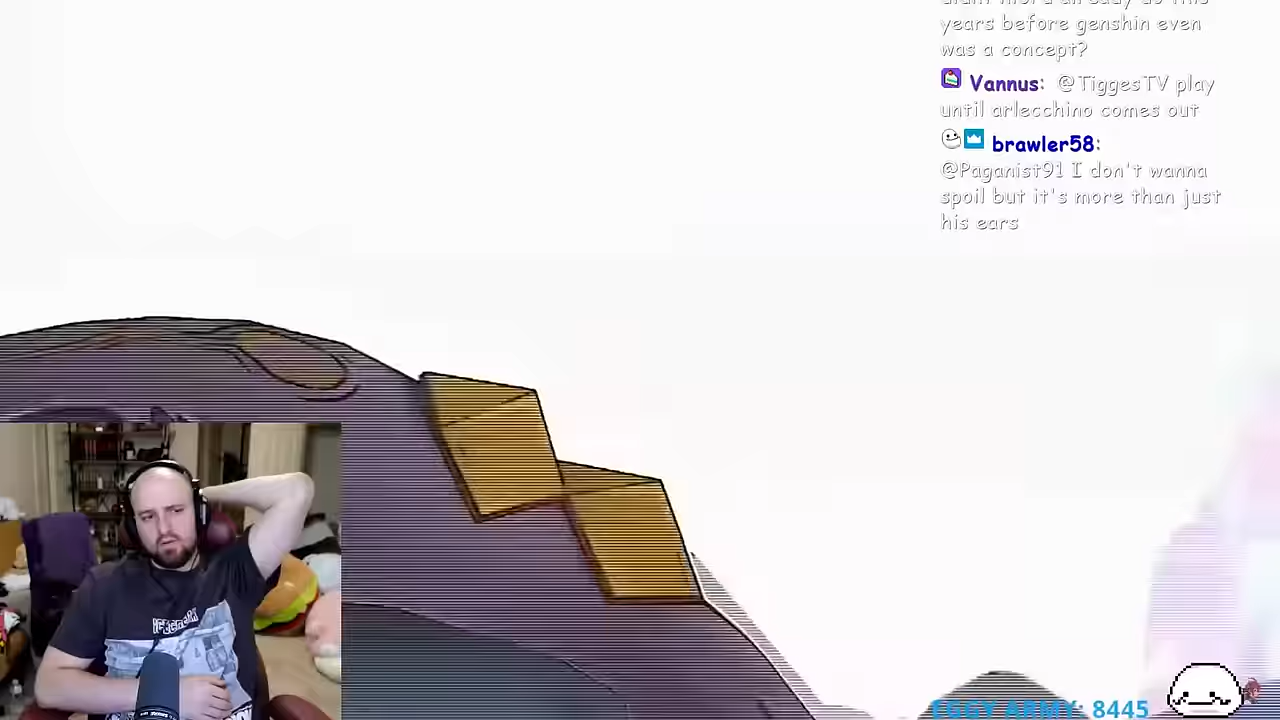 years before genshin even
was a concept?
Vannus: @TiggesTV play
until arlecchino comes out
brawler58:
@Paganist91 I don't wanna
spoil but it's more than just
his ears
EGGY ARMY: 8445